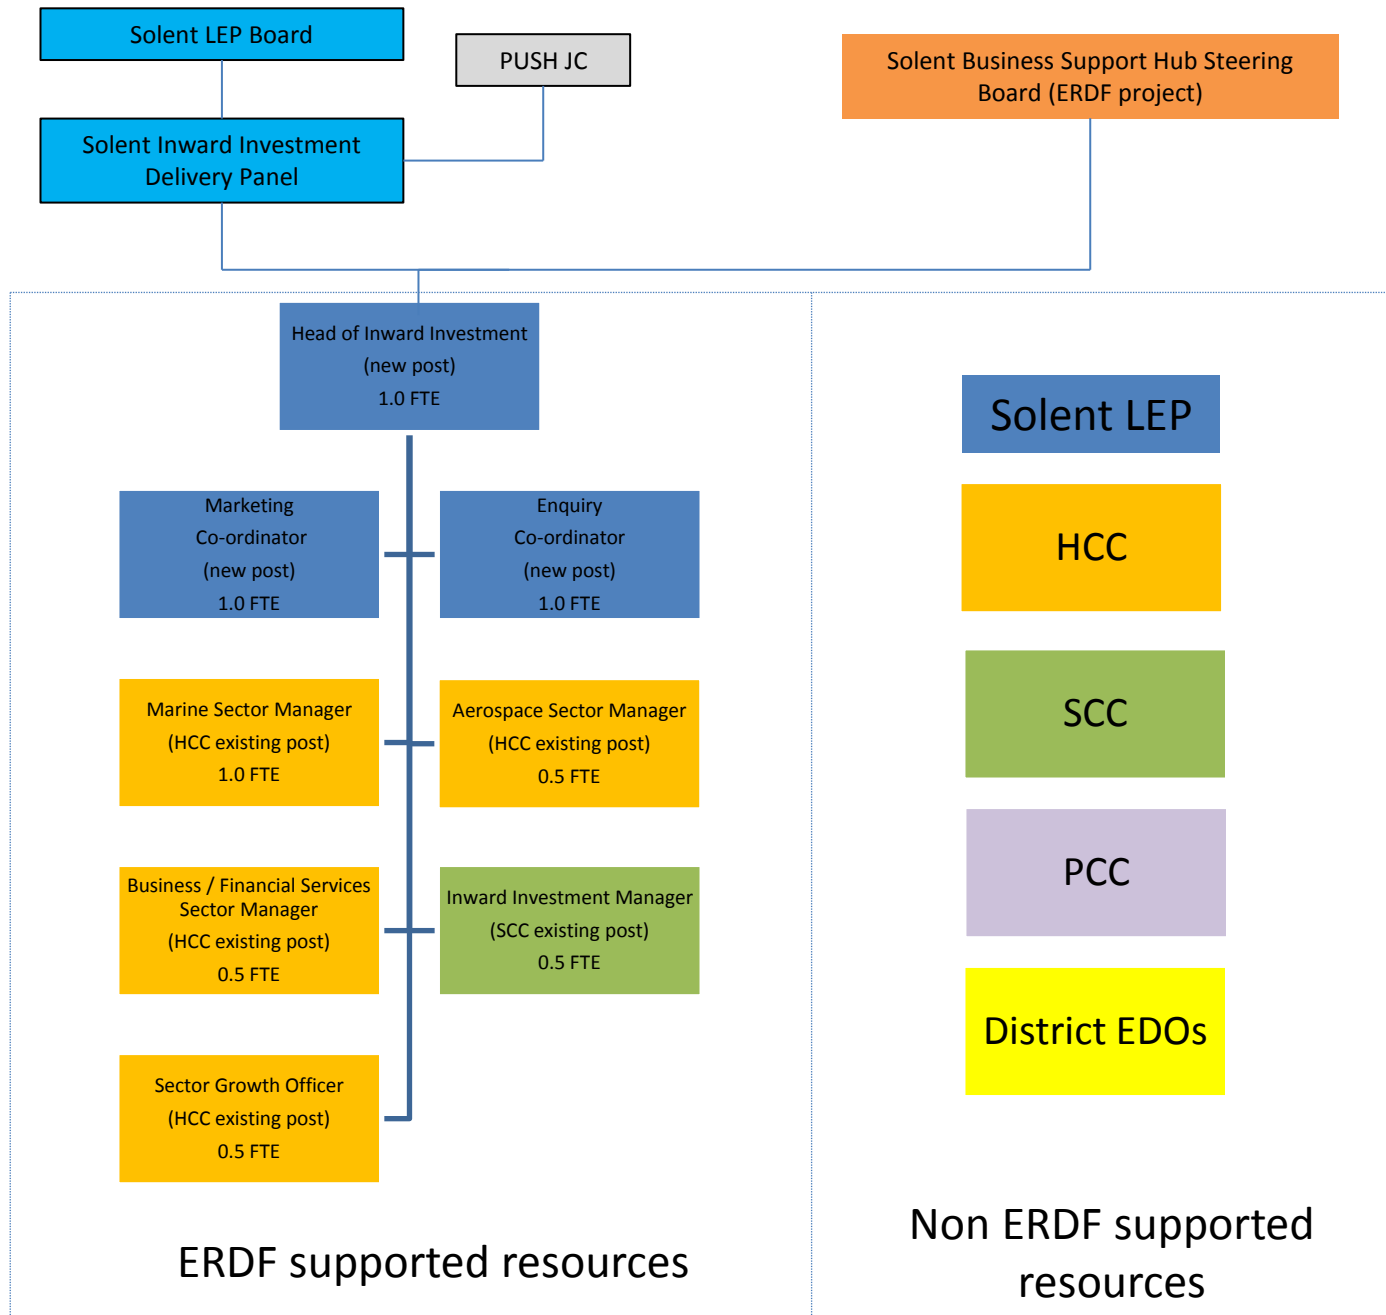 Solent LEP Board
PUSH JC
Solent Business Support Hub Steering
Board (ERDF project)
Solent Inward Investment
Delivery Panel
Head of Inward Investment
(new post)
1.0 FTE
Marketing
Co-ordinator
(new post)
1.0 FTE
Enquiry
Co-ordinator
(new post)
1.0 FTE
Marine Sector Manager
(HCC existing post)
1.0 FTE
Aerospace Sector Manager
(HCC existing post)
0.5 FTE
Business / Financial Services
Sector Manager
(HCC existing post)
0.5 FTE
Inward Investment Manager
(SCC existing post)
0.5 FTE
Sector Growth Officer
(HCC existing post)
0.5 FTE
ERDF supported resources
Solent LEP
HCC
SCC
PCC
District EDOs
Non ERDF supported
resources